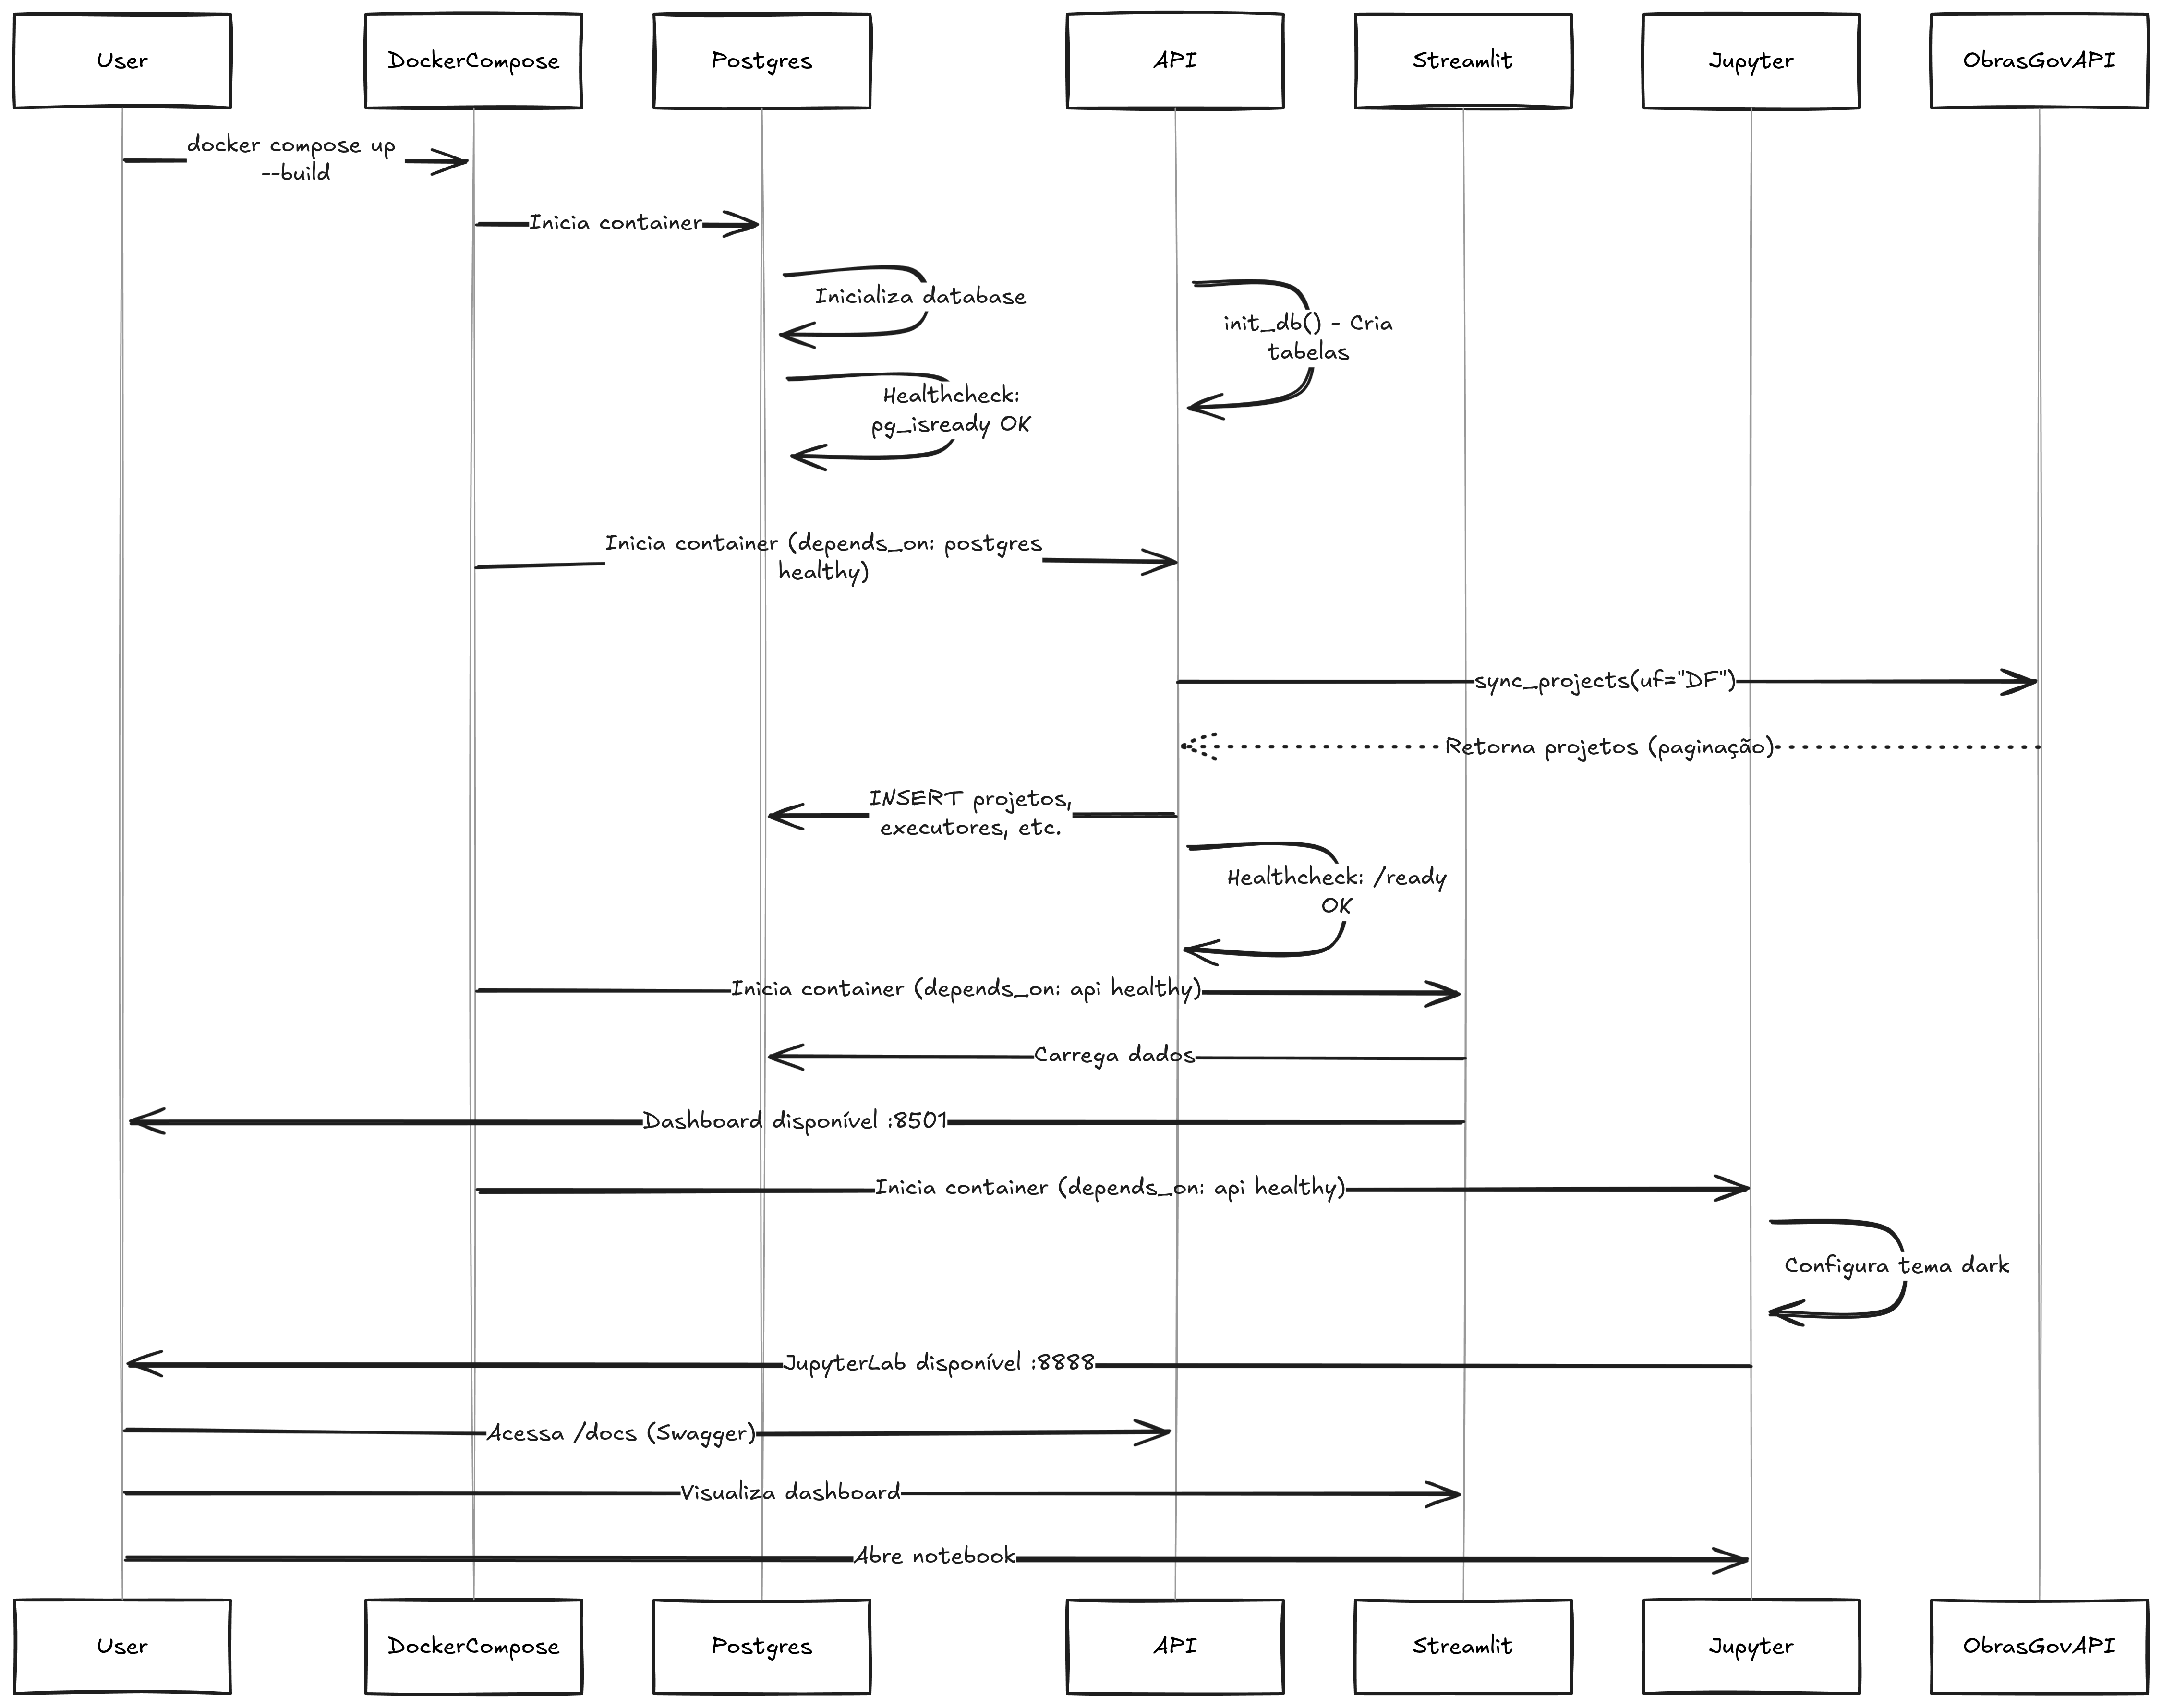 User
DockerCompose
Postgres
API
Streamlit
Jupyter
ObrasGovAPI
docker compose up
--build
Inicia container
Inicializa database
init_db() - Cria
tabelas
Healthcheck:
pg_isready OK
Inicia container (depends_on: postgres
healthy)
sync_projects(uf="DF")
Retorna projetos (paginação)
INSERT projetos,
executores, etc.
Healthcheck: /ready
OK
Inicia container (depends_on: api healthy)
Carrega dados
Dashboard disponível :8501
Inicia container (depends_on: api healthy)
Configura tema dark
JupyterLab disponível :8888
Acessa /docs (Swagger)
Visualiza dashboard
Abre notebook
User
DockerCompose
Postgres
API
Streamlit
Jupyter
ObrasGovAPI